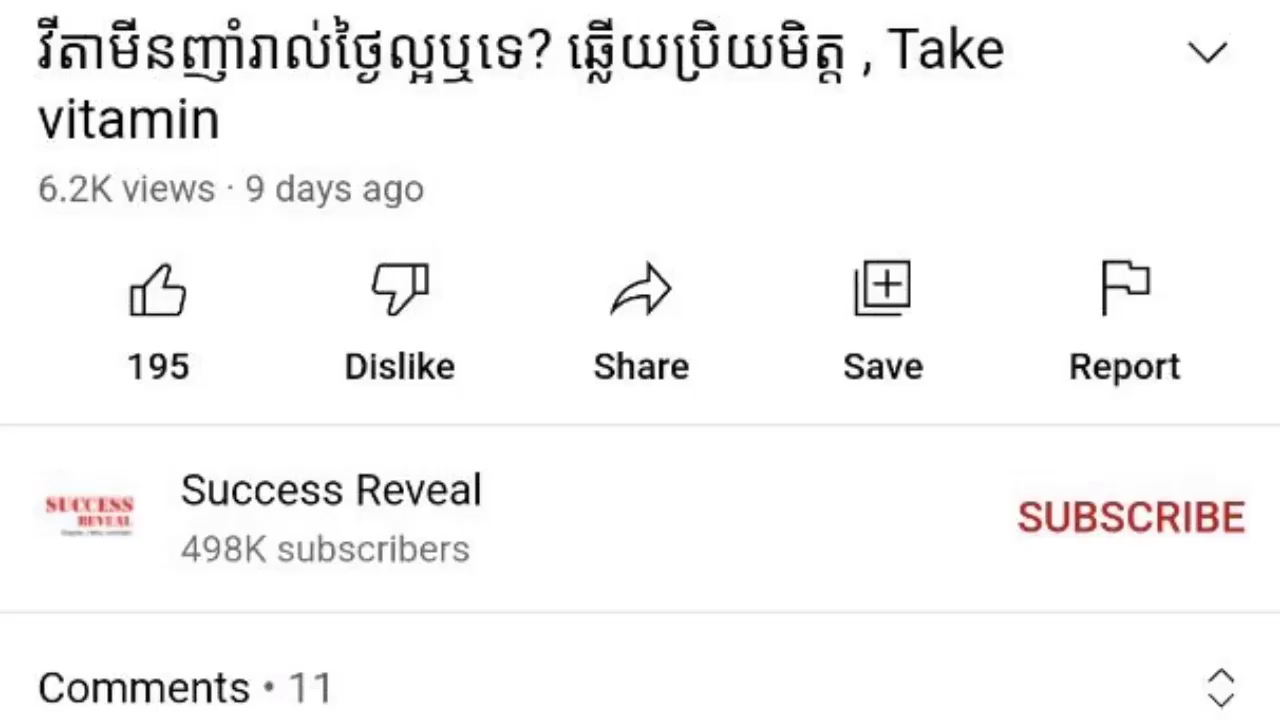 វីតាមីនញ៉ាំរាល់ថ្ងៃល្អឬទេ? ឆ្លើយប្រិយមិត្ត , Take
vitamin
6.2K views · 9 days ago
195 Dislike Share Save Report
SUCCESS
REVEAL
Success Reveal
498K subscribers
SUBSCRIBE
Comments • 11